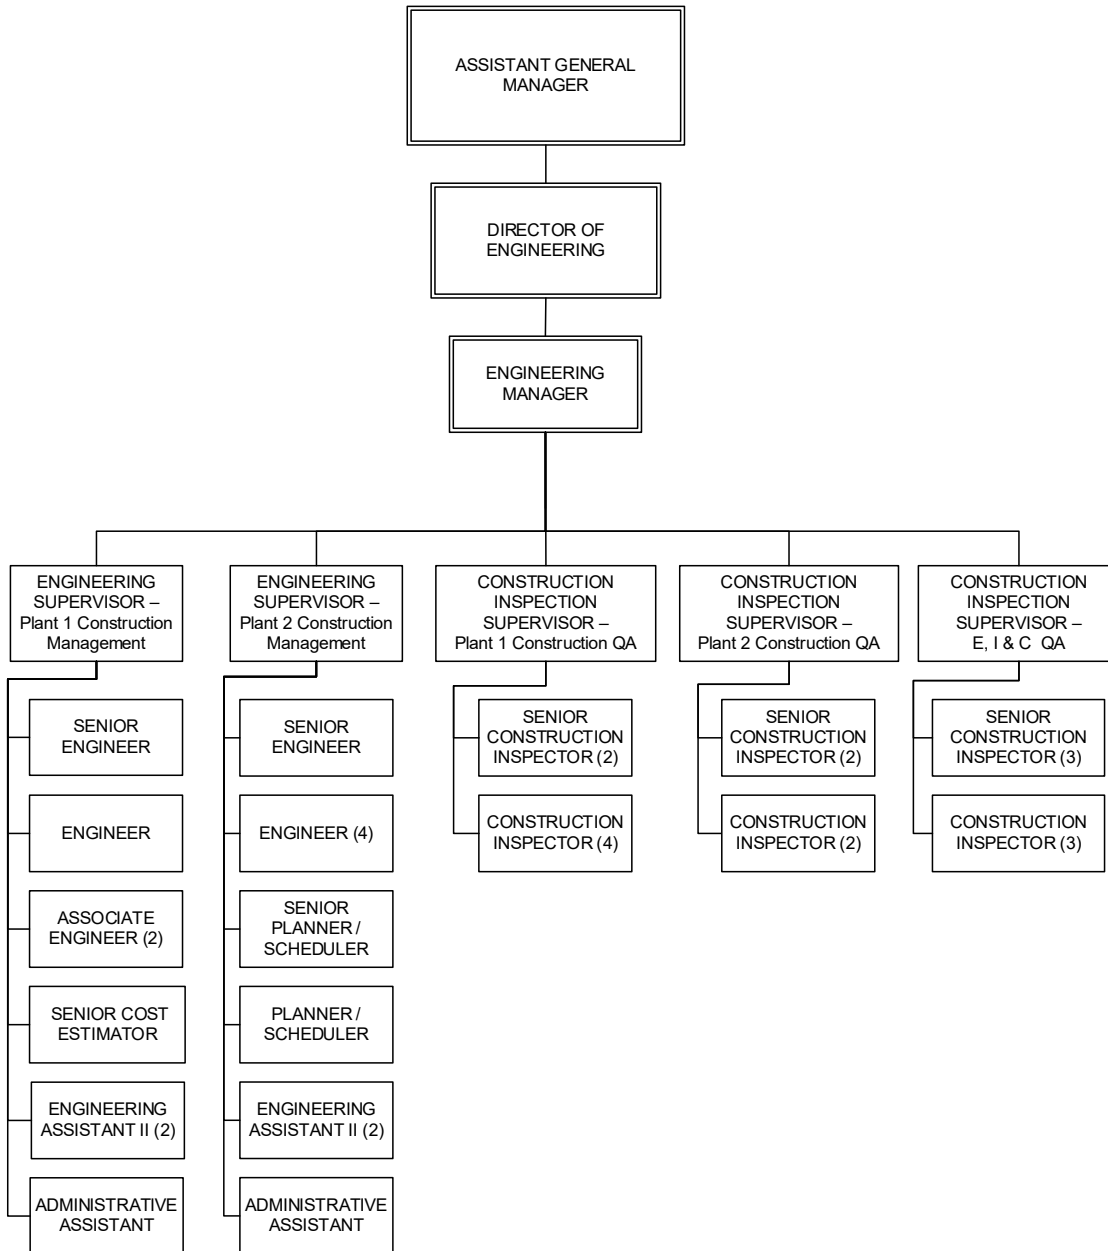 ASSISTANT GENERAL
MANAGER
DIRECTOR OF
ENGINEERING
ENGINEERING
MANAGER
ENGINEERING
SUPERVISOR –
Plant 1 Construction
Management
SENIOR
ENGINEER
ENGINEER
ASSOCIATE
ENGINEER (2)
SENIOR COST
ESTIMATOR
ENGINEERING
ASSISTANT II (2)
ADMINISTRATIVE
ASSISTANT
ENGINEERING
SUPERVISOR –
Plant 2 Construction
Management
SENIOR
ENGINEER
ENGINEER (4)
SENIOR
PLANNER /
SCHEDULER
PLANNER /
SCHEDULER
ENGINEERING
ASSISTANT II (2)
ADMINISTRATIVE
ASSISTANT
CONSTRUCTION
INSPECTION
SUPERVISOR –
Plant 1 Construction QA
SENIOR
CONSTRUCTION
INSPECTOR (2)
CONSTRUCTION
INSPECTOR (4)
CONSTRUCTION
INSPECTION
SUPERVISOR –
Plant 2 Construction QA
SENIOR
CONSTRUCTION
INSPECTOR (2)
CONSTRUCTION
INSPECTOR (2)
CONSTRUCTION
INSPECTION
SUPERVISOR –
E, I & C QA
SENIOR
CONSTRUCTION
INSPECTOR (3)
CONSTRUCTION
INSPECTOR (3)